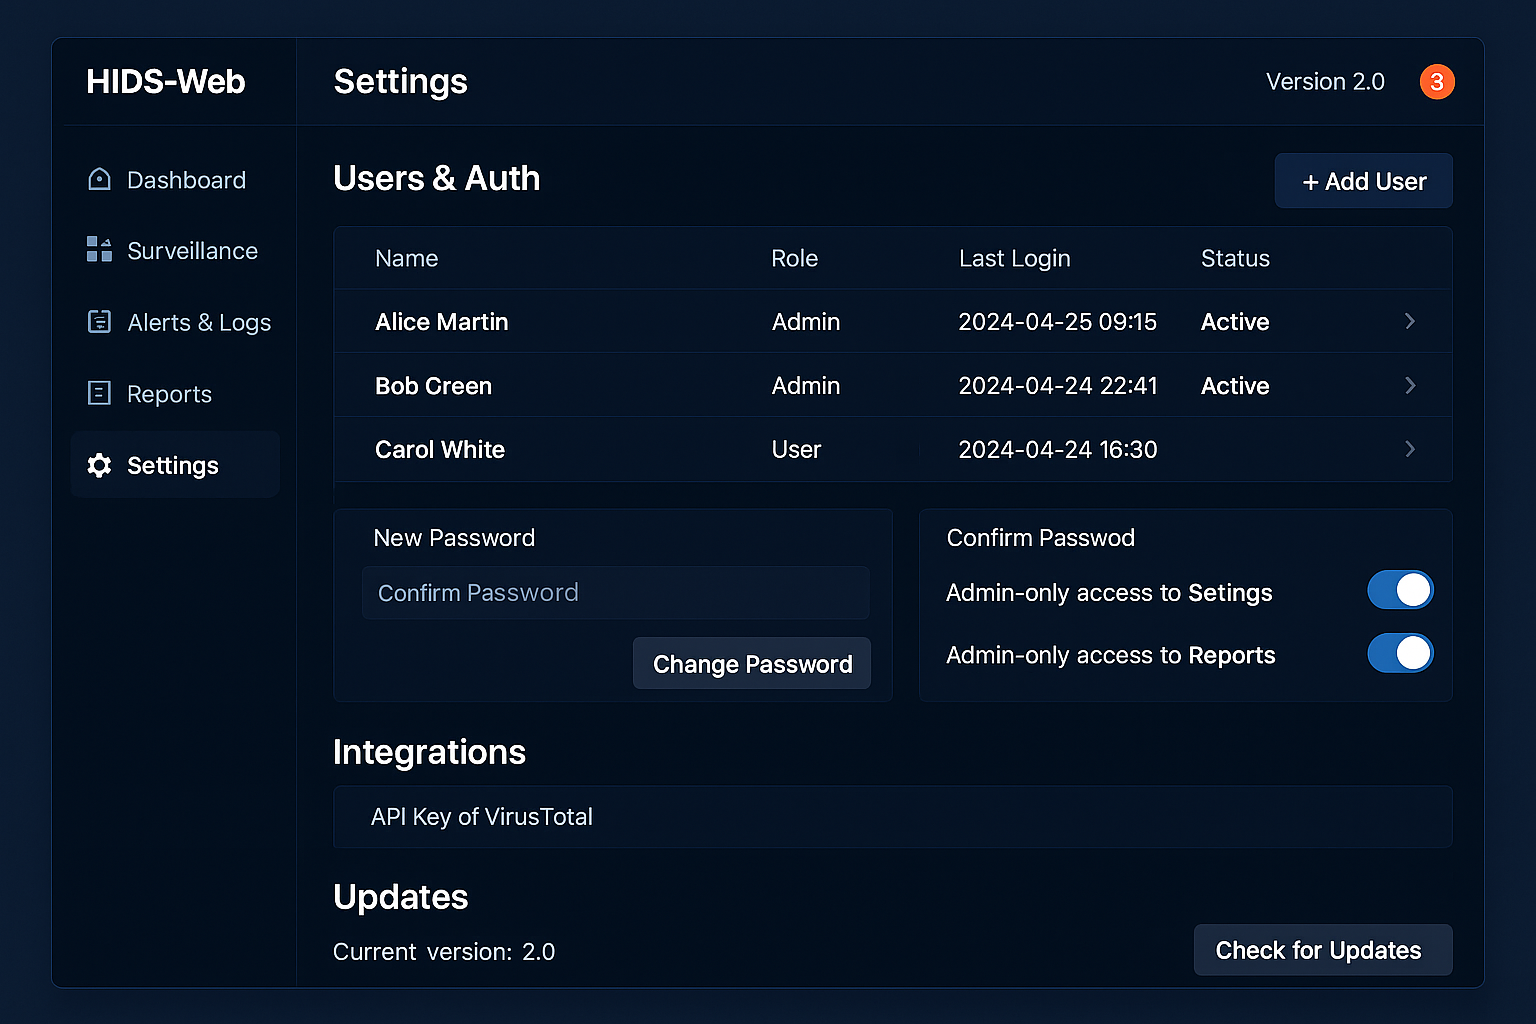 HIDS-Web
Settings
Version 2.0
3
Dashboard
Surveillance
Alerts & Logs
Reports
Settings
Users & Auth
+ Add User
Name Role Last Login Status
Alice Martin Admin 2024-04-25 09:15 Active
Bob Green Admin 2024-04-24 22:41 Active
Carol White User 2024-04-24 16:30
New Password
Confirm Password
Change Password
Confirm Passwod
Admin-only access to Setings
Admin-only access to Reports
Integrations
API Key of VirusTotal
Updates
Current version: 2.0
Check for Updates